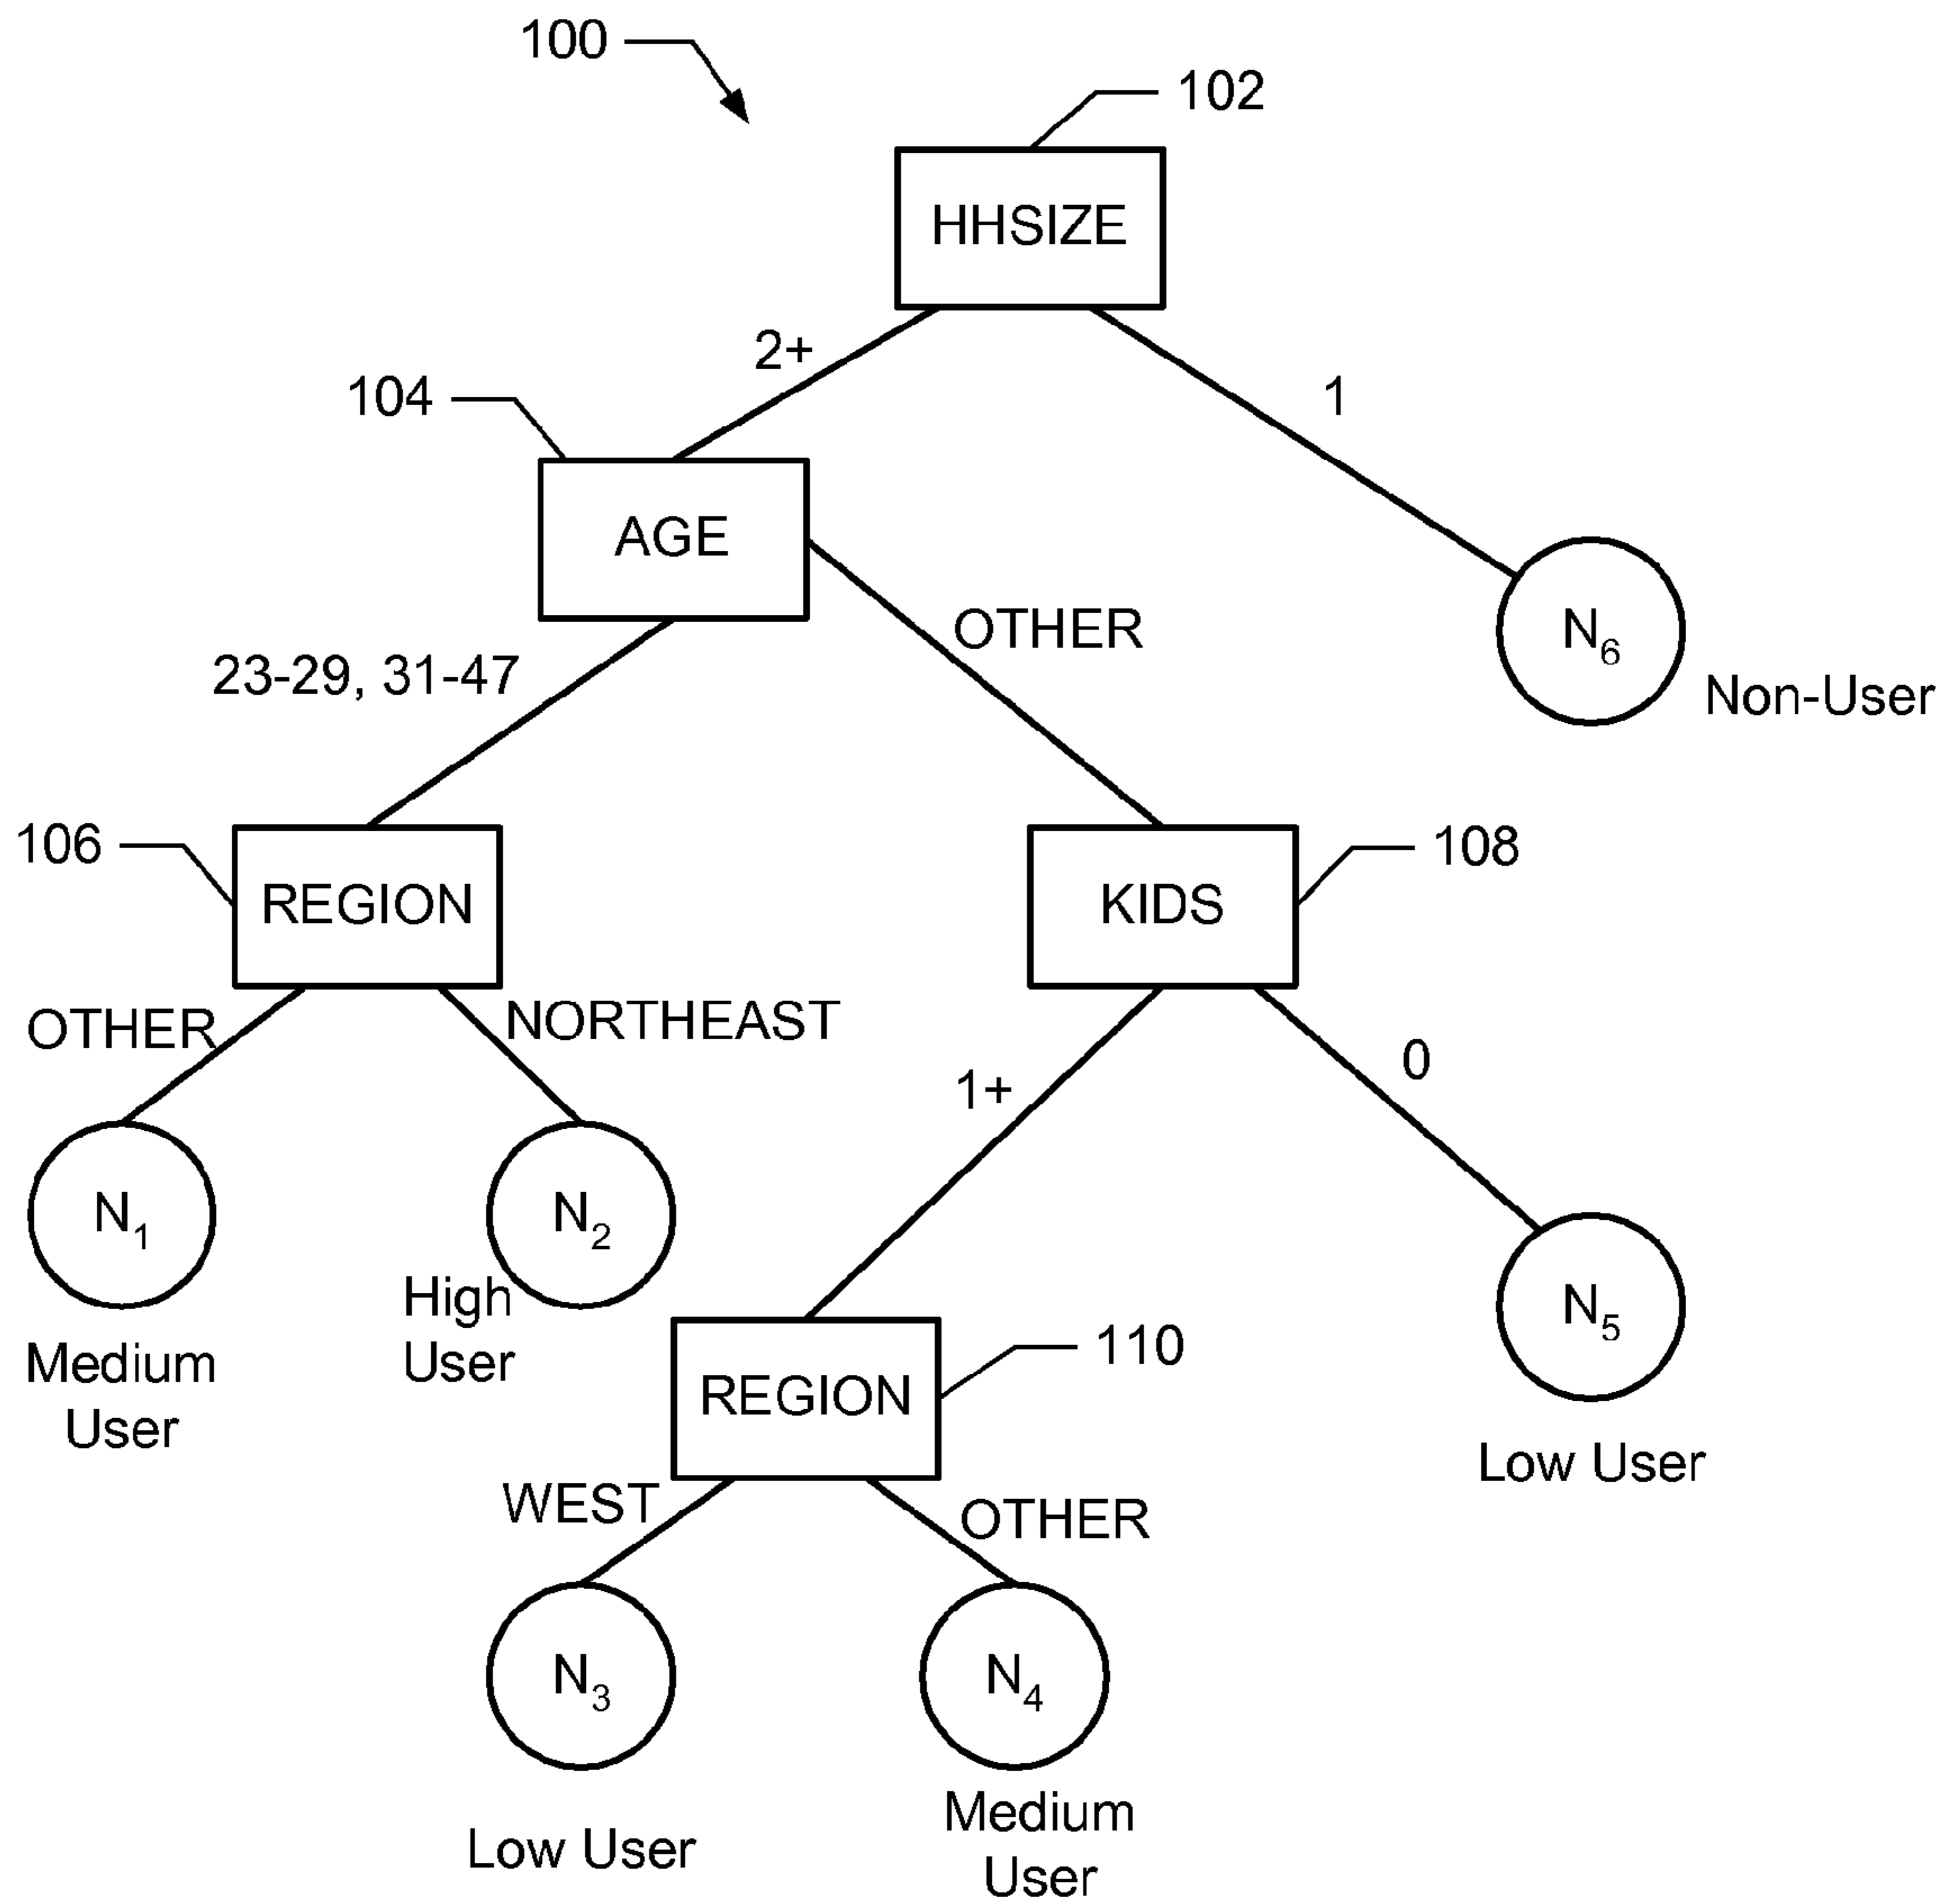 100
102
HHSIZE
2+
1
104
AGE
OTHER
N6
Non-User
23-29, 31-47
106
REGION
KIDS
108
OTHER
NORTHEAST
1+
0
N1
N2
High
User
Medium
User
REGION
110
N5
Low User
WEST
OTHER
N3
N4
Low User
Medium
User